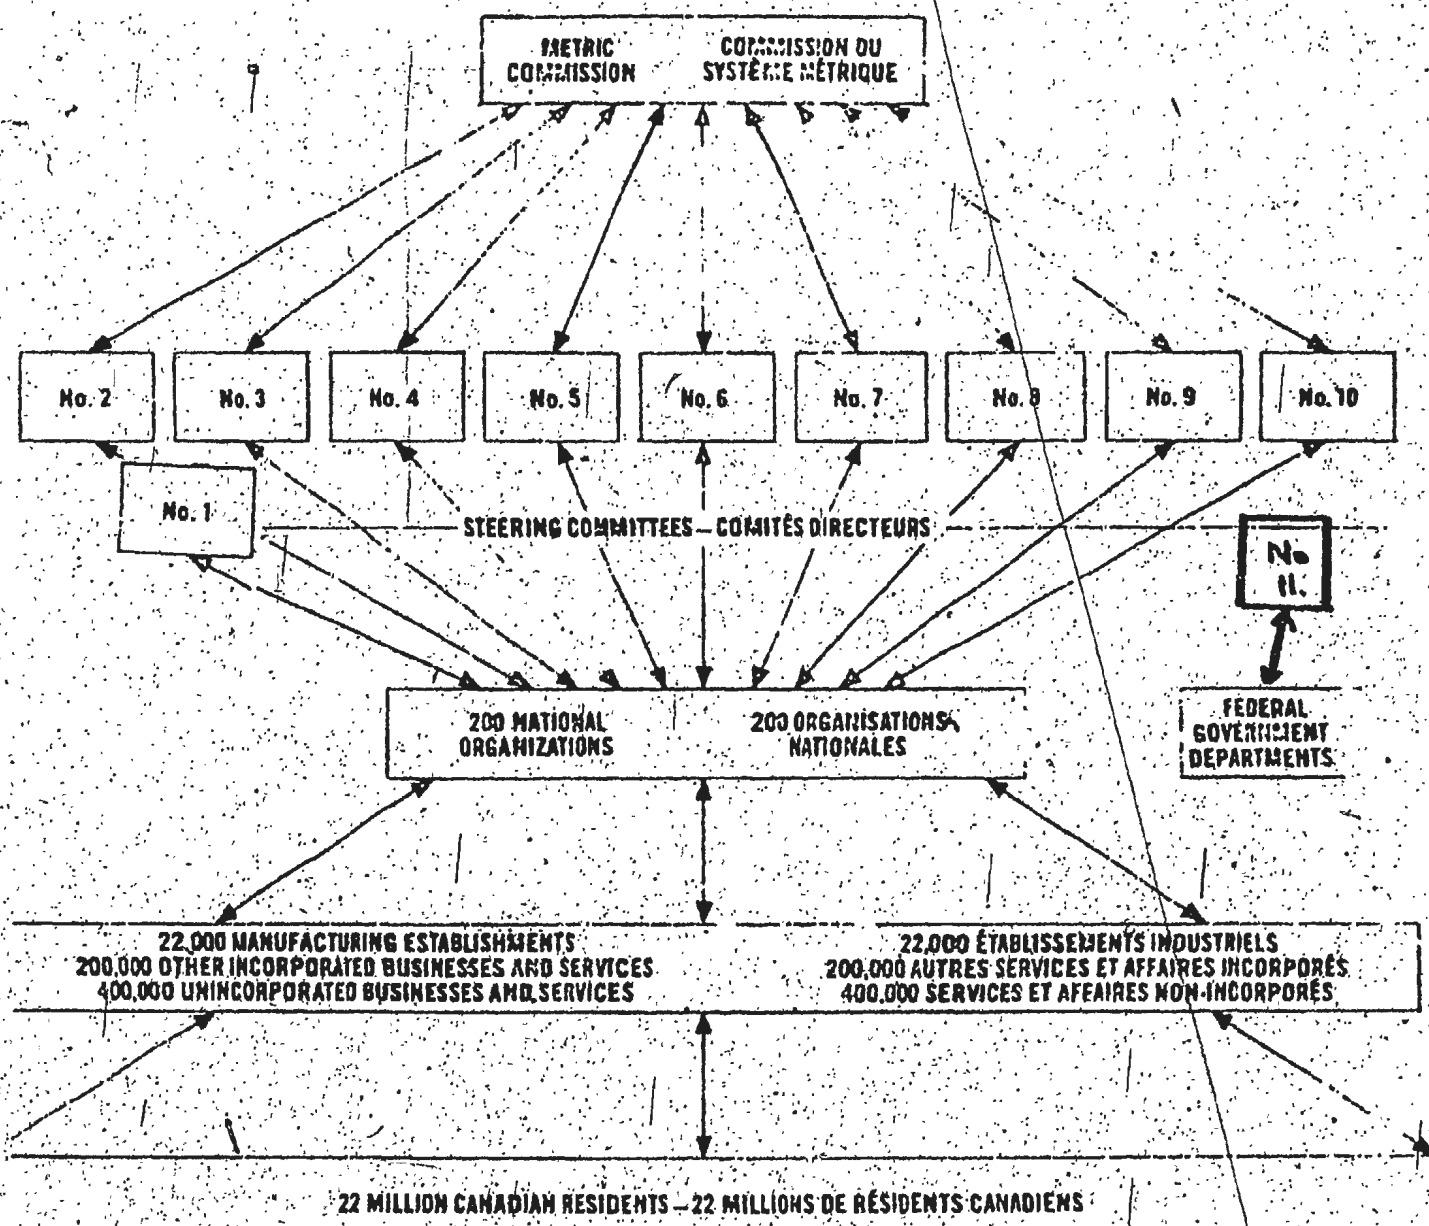 METRIC
COMMISSION
COMMISSION DU
SYSTÈME MÉTRIQUE
No. 2
No. 3
No. 4
No. 5
No. 6
No. 7
No. 8
No. 9
No. 10
No. 1
STEERING COMMITTEES – COMITÉS DIRECTEURS
No
11.
200 NATIONAL
ORGANIZATIONS
200 ORGANISATIONS
NATIONALES
FEDERAL
GOVERNMENT
DEPARTMENTS
22,000 MANUFACTURING ESTABLISHMENTS
200,000 OTHER INCORPORATED BUSINESSES AND SERVICES
400,000 UNINCORPORATED BUSINESSES AND SERVICES
22,000 ÉTABLISSEMENTS INDUSTRIELS
200,000 AUTRES SERVICES ET AFFAIRES INCORPORÉS
400,000 SERVICES ET AFFAIRES NON-INCORPORÉS
22 MILLION CANADIAN RESIDENTS – 22 MILLIONS DE RÉSIDENTS CANADIENS